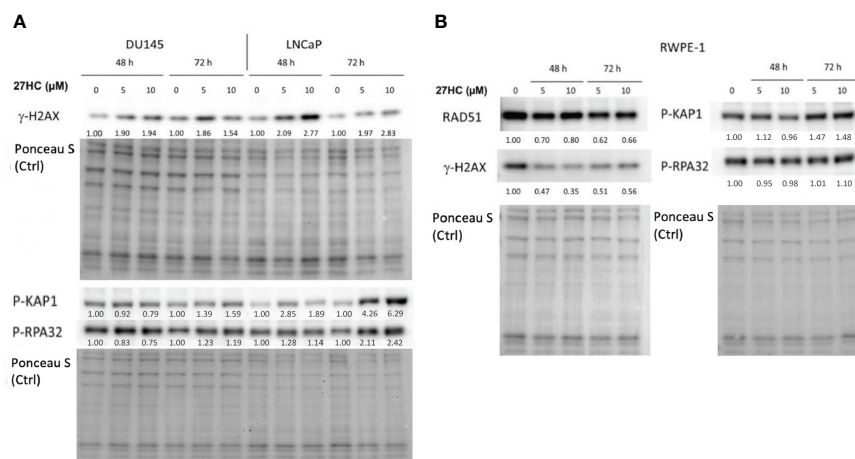 A
DU145 LNCaP
48 h 72 h 48 h 72 h
27HC (μM) 0 5 10 0 5 10 0 5 10 0 5 10
γ-H2AX
1.00 1.90 1.94 1.00 1.86 1.54 1.00 2.09 2.77 1.00 1.97 2.83
Ponceau S
(Ctrl)
P-KAP1
1.00 0.92 0.79 1.00 1.39 1.59 1.00 2.85 1.89 1.00 4.26 6.29
P-RPA32
1.00 0.83 0.75 1.00 1.23 1.19 1.00 1.28 1.14 1.00 2.11 2.42
Ponceau S
(Ctrl)
B
RWPE-1
48 h 72 h
27HC (μM) 0 5 10 5 10
RAD51
1.00 0.70 0.80 0.62 0.66
γ-H2AX
1.00 0.47 0.35 0.51 0.56
Ponceau S
(Ctrl)
48 h 72 h
0 5 10 5 10
P-KAP1
1.00 1.12 0.96 1.47 1.48
P-RPA32
1.00 0.95 0.98 1.01 1.10
Ponceau S
(Ctrl)